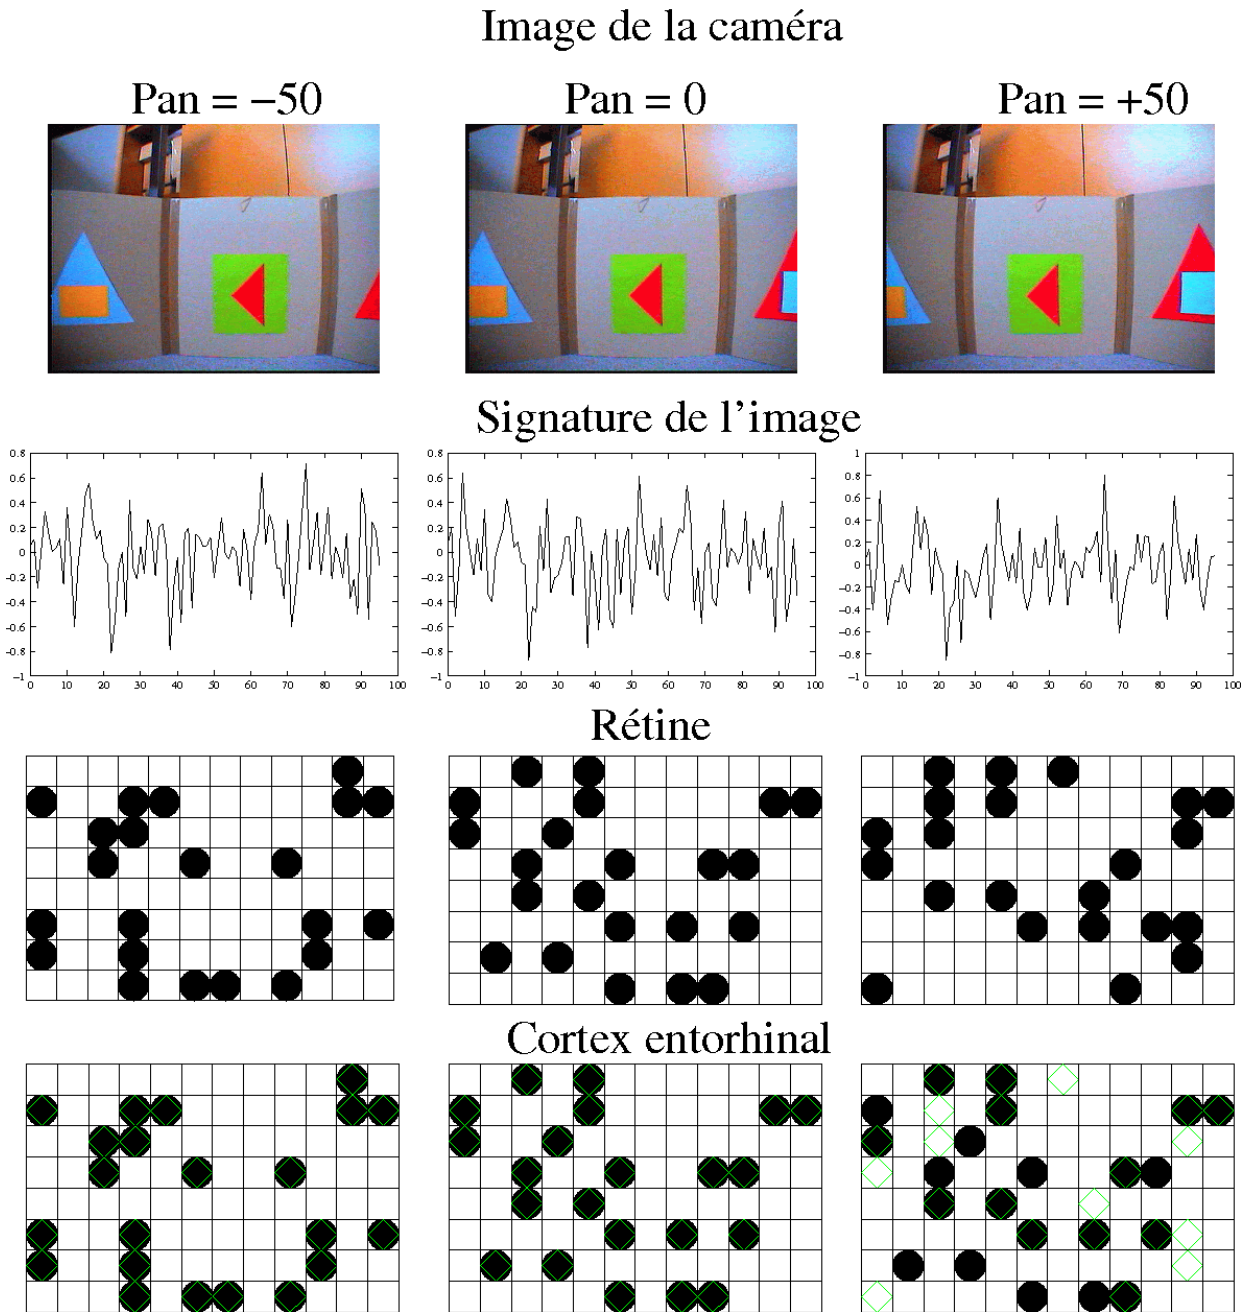 Image de la caméra
Pan = −50 Pan = 0 Pan = +50
Signature de l’image
0.8 0.8 1
0.6 0.6 0.8
0.4 0.4 0.6
0.2 0.2 0.4
0 0 0.2
−0.2 −0.2 0
−0.4 −0.4 −0.2
−0.6 −0.6 −0.4
−0.8 −0.8 −0.6
−1 −1 −0.8
−1
0 10 20 30 40 50 60 70 80 90 100 0 10 20 30 40 50 60 70 80 90 100 0 10 20 30 40 50 60 70 80 90 100
Rétine
Cortex entorhinal